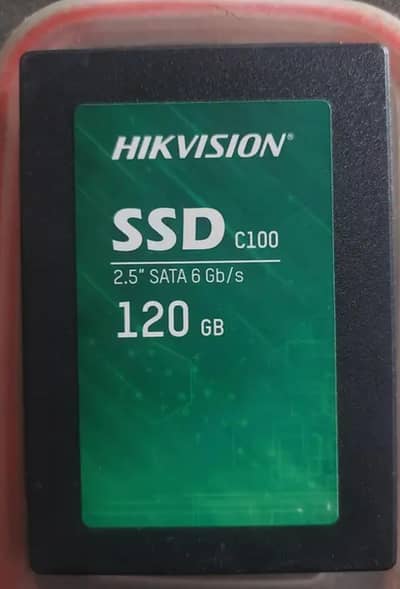 HIKVISION®
SSD C100
2.5" SATA 6 Gb/s
120 GB